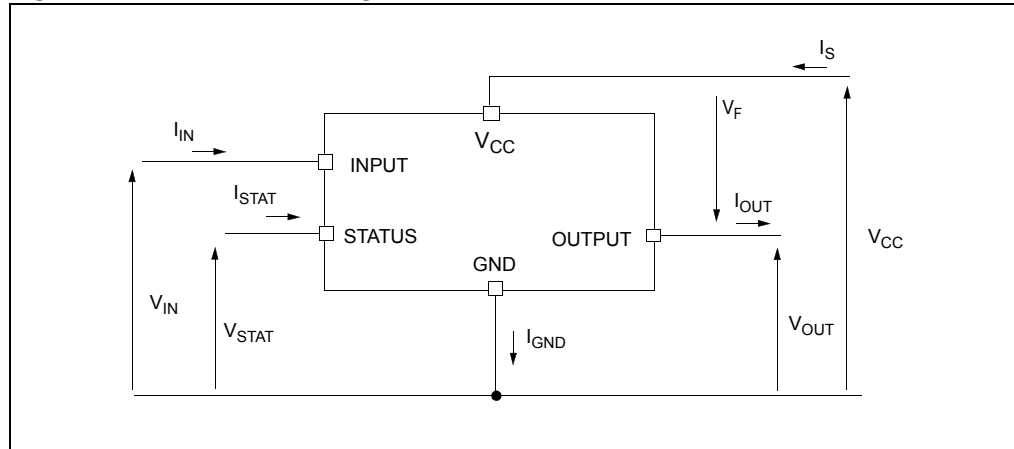 I_S
V_F
I_IN
V_CC
INPUT
I_STAT
I_OUT
STATUS
OUTPUT
V_CC
GND
V_IN
V_STAT
I_GND
V_OUT